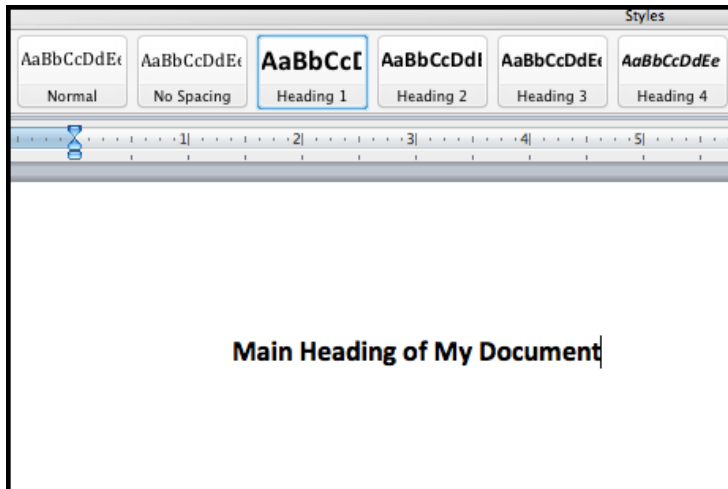 Styles
AaBbCcDdEe AaBbCcDdEe AaBbCcD AaBbCcDdE AaBbCcDdEe AaBbCcDdEe
Normal No Spacing Heading 1 Heading 2 Heading 3 Heading 4
1 2 3 4 5
Main Heading of My Document